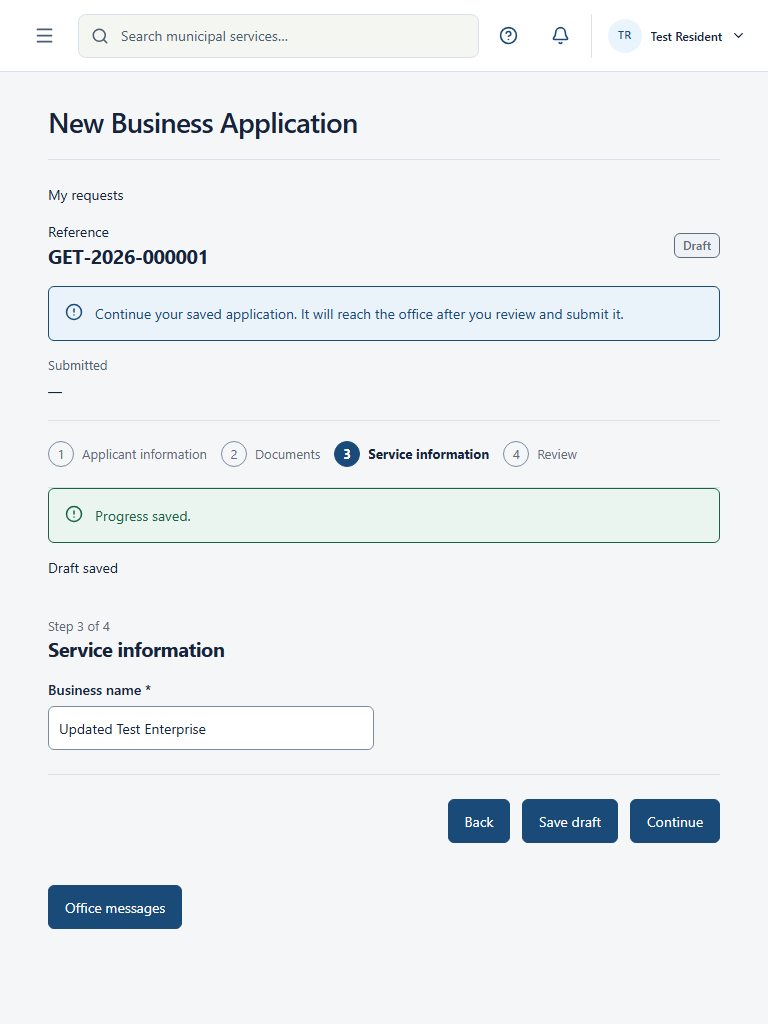 Search municipal services...
TR
Test Resident
New Business Application
My requests
Reference
GET-2026-000001
Draft
Continue your saved application. It will reach the office after you review and submit it.
Submitted
—
1 Applicant information 2 Documents 3 Service information 4 Review
Progress saved.
Draft saved
Step 3 of 4
Service information
Business name *
Updated Test Enterprise
Back Save draft Continue
Office messages